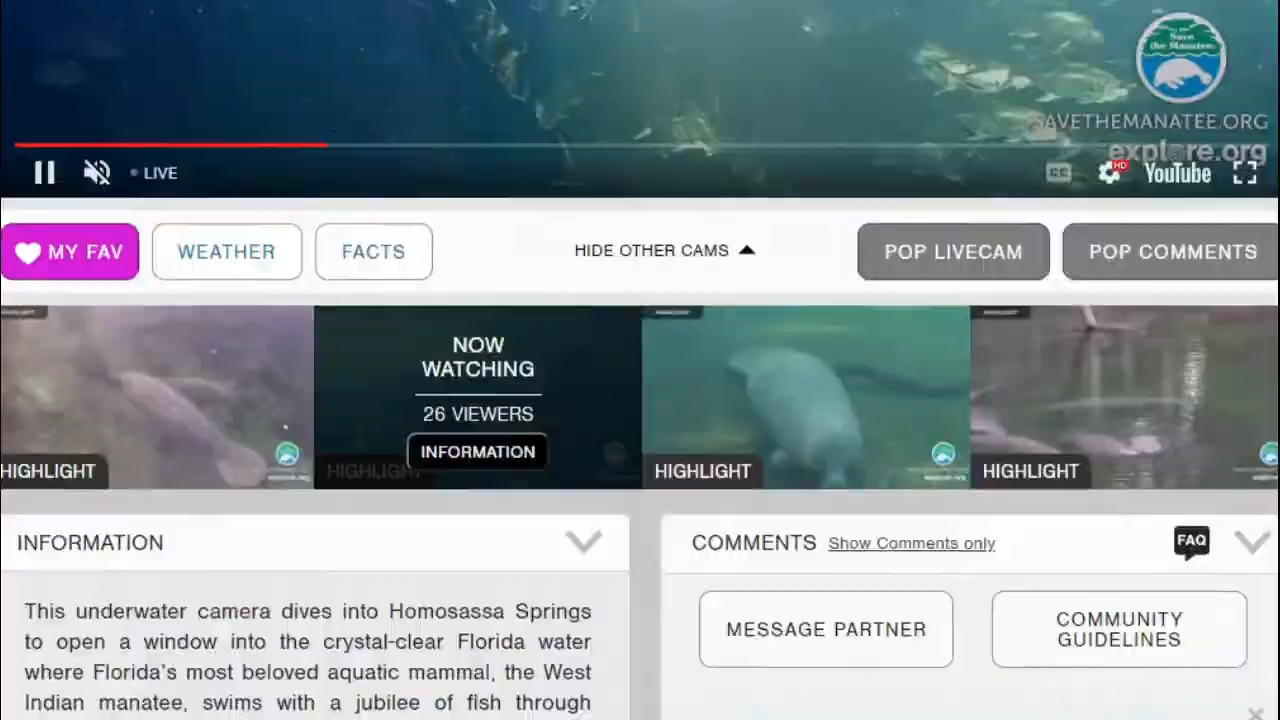 Save
the Manatee
SAVETHEMANATEE.ORG
explore.org
LIVE
CC
HD
YouTube
MY FAV
WEATHER
FACTS
HIDE OTHER CAMS
POP LIVECAM
POP COMMENTS
HIGHLIGHT
NOW
WATCHING
26 VIEWERS
INFORMATION
HIGHLIGHT
HIGHLIGHT
HIGHLIGHT
INFORMATION
COMMENTS Show Comments only
FAQ
This underwater camera dives into Homosassa Springs
to open a window into the crystal-clear Florida water
where Florida's most beloved aquatic mammal, the West
Indian manatee, swims with a jubilee of fish through
MESSAGE PARTNER
COMMUNITY
GUIDELINES